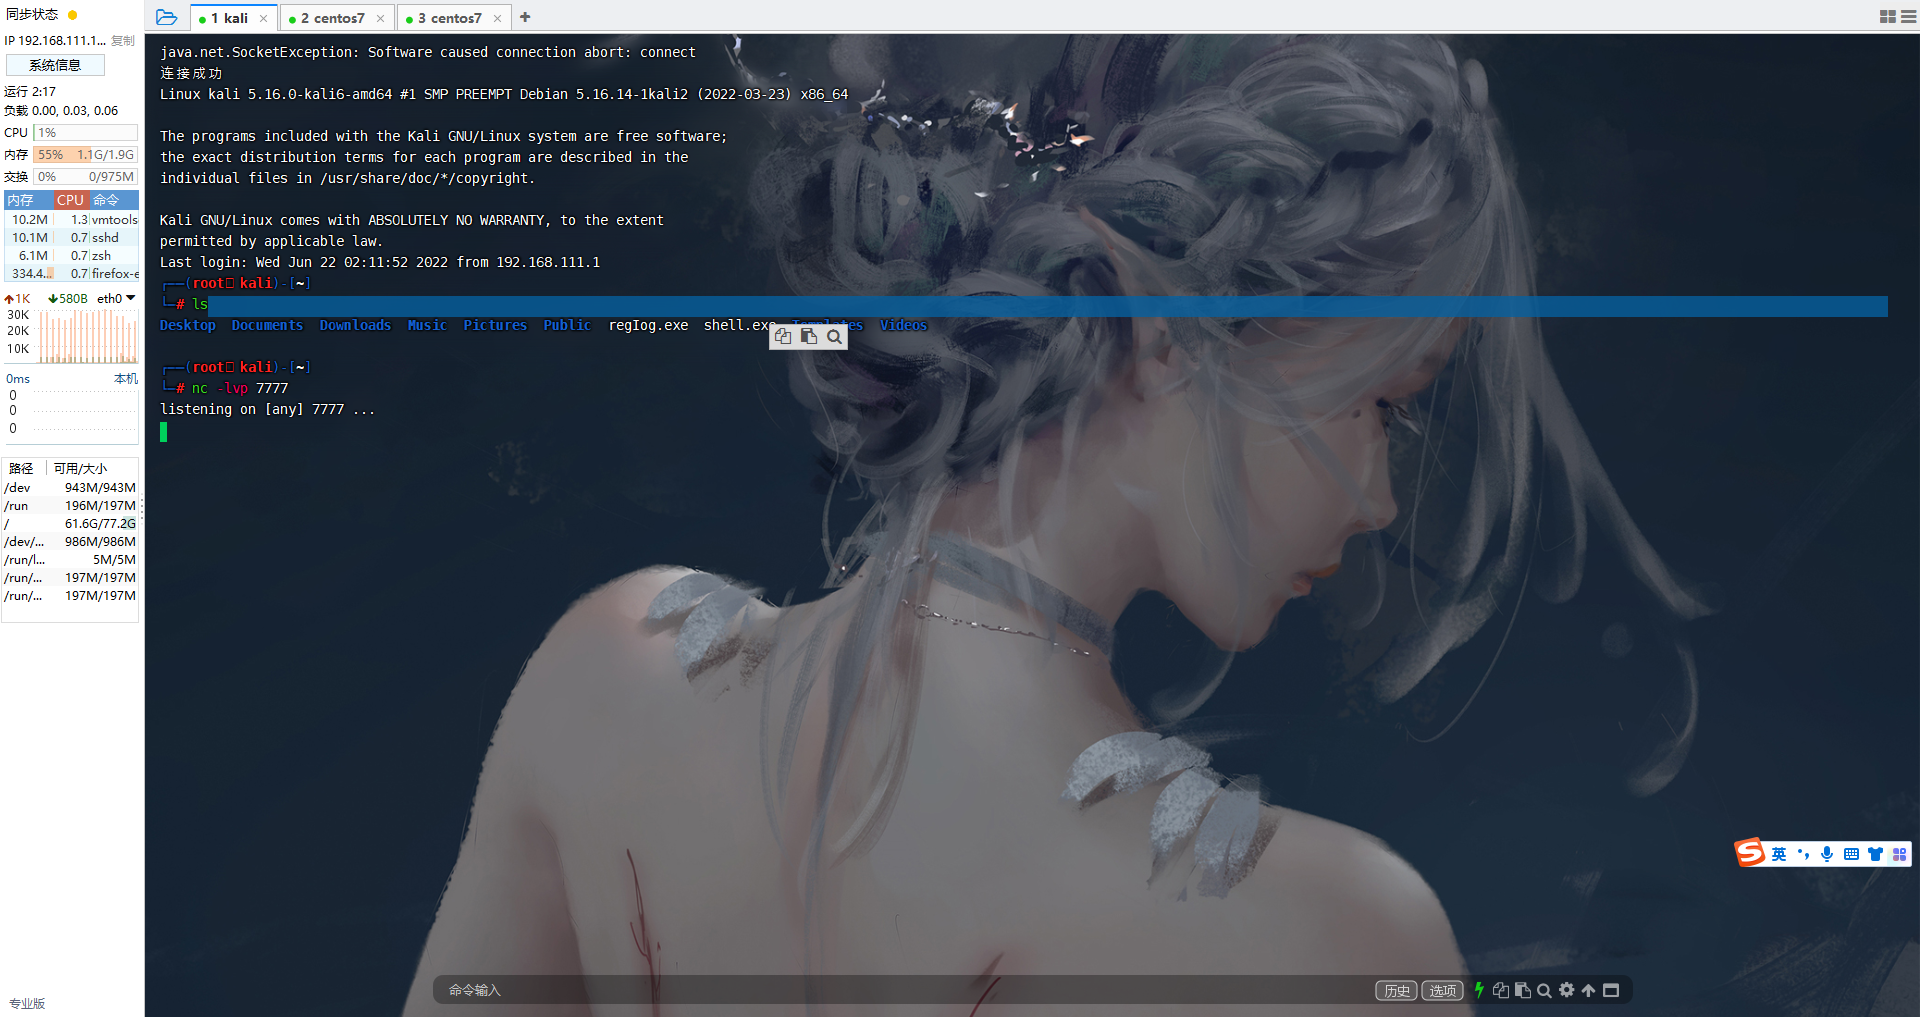 同步状态
IP 192.168.111.1... 复制
系统信息
运行 2:17
负载 0.00, 0.03, 0.06
CPU 1%
内存 55% 1.1G/1.9G
交换 0% 0/975M
内存 CPU 命令
10.2M 1.3 vmtools
10.1M 0.7 sshd
6.1M 0.7 zsh
334.4... 0.7 firefox-e
1K 580B eth0
30K
20K
10K
0ms 本机
0
0
0
路径 可用/大小
/dev 943M/943M
/run 196M/197M
/ 61.6G/77.2G
/dev/... 986M/986M
/run/l... 5M/5M
/run/... 197M/197M
/run/... 197M/197M
专业版
1 kali
2 centos7
3 centos7
java.net.SocketException: Software caused connection abort: connect
连接成功
Linux kali 5.16.0-kali6-amd64 #1 SMP PREEMPT Debian 5.16.14-1kali2 (2022-03-23) x86_64
The programs included with the Kali GNU/Linux system are free software;
the exact distribution terms for each program are described in the
individual files in /usr/share/doc/*/copyright.
Kali GNU/Linux comes with ABSOLUTELY NO WARRANTY, to the extent
permitted by applicable law.
Last login: Wed Jun 22 02:11:52 2022 from 192.168.111.1
┌──(root kali)-[~]
└─# ls
Desktop Documents Downloads Music Pictures Public regIog.exe shell.exe Templates Videos
┌──(root kali)-[~]
└─# nc -lvp 7777
listening on [any] 7777 ...
命令输入
历史
选项
S 英